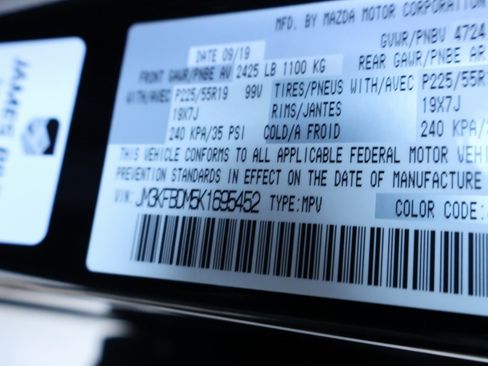 MFD. BY MAZDA MOTOR CORPORATION
DATE 09/19 GVWR/PNBV 4724
FRONT GAWR/PNBE AV 2425 LB 1100 KG REAR GAWR/PNBE AR
WITH/AVEC P225/55R19 99V TIRES/PNEUS WITH/AVEC P225/55R
19X7J RIMS/JANTES 19X7J
240 KPA/35 PSI COLD/A FROID 240 KPA/
THIS VEHICLE CONFORMS TO ALL APPLICABLE FEDERAL MOTOR VEHI
PREVENTION STANDARDS IN EFFECT ON THE DATE OF MANUFACTURE
VIN: JM3KFBDM5K1695452 TYPE:MPV COLOR CODE:
JAMES